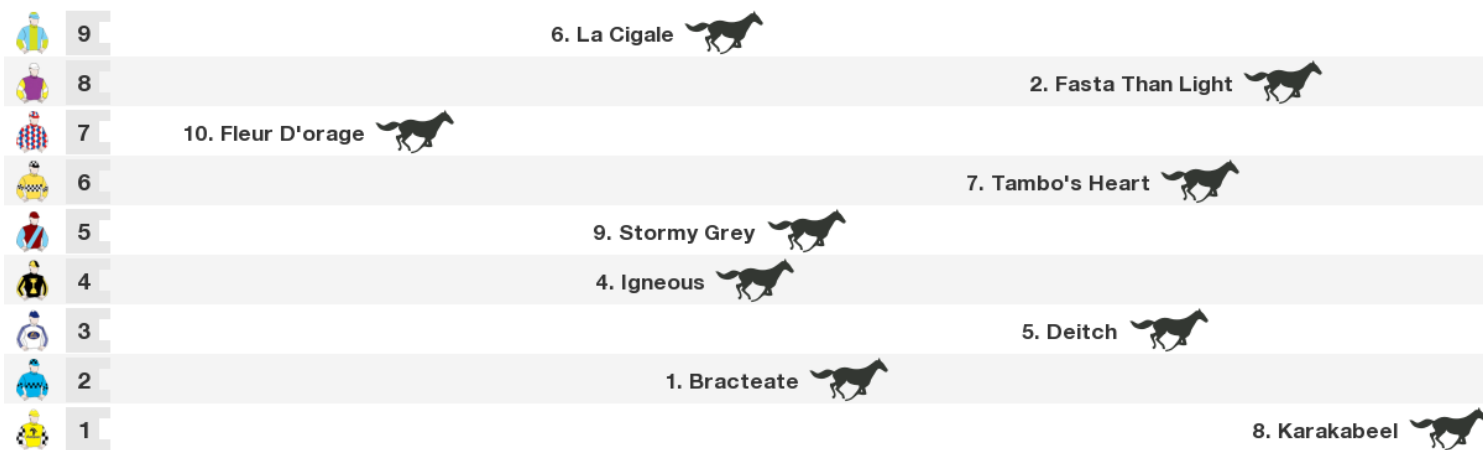 9 6. La Cigale
8 2. Fasta Than Light
7 10. Fleur D'orage
6 7. Tambo's Heart
5 9. Stormy Grey
4 4. Igneous
3 5. Deitch
2 1. Bracteate
1 8. Karakabeel